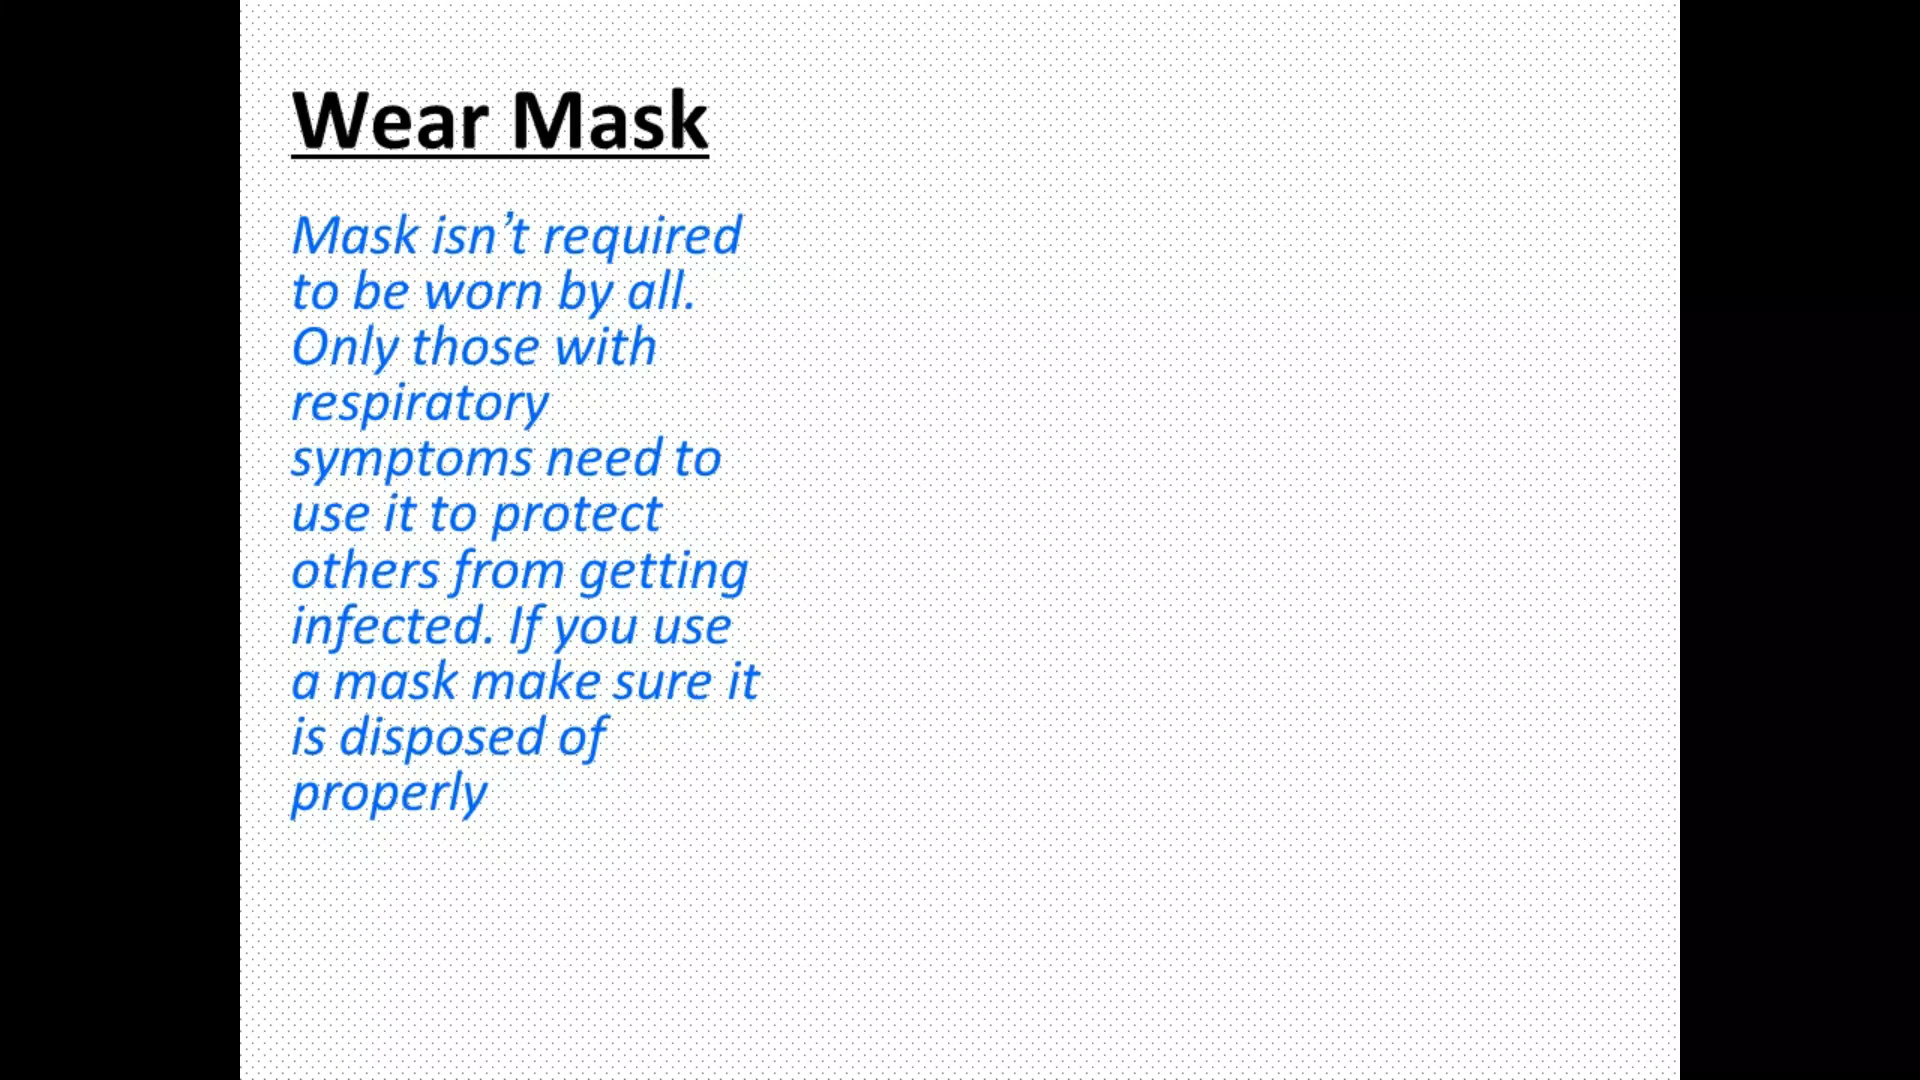 Wear Mask
Mask isn’t required
to be worn by all.
Only those with
respiratory
symptoms need to
use it to protect
others from getting
infected. If you use
a mask make sure it
is disposed of
properly